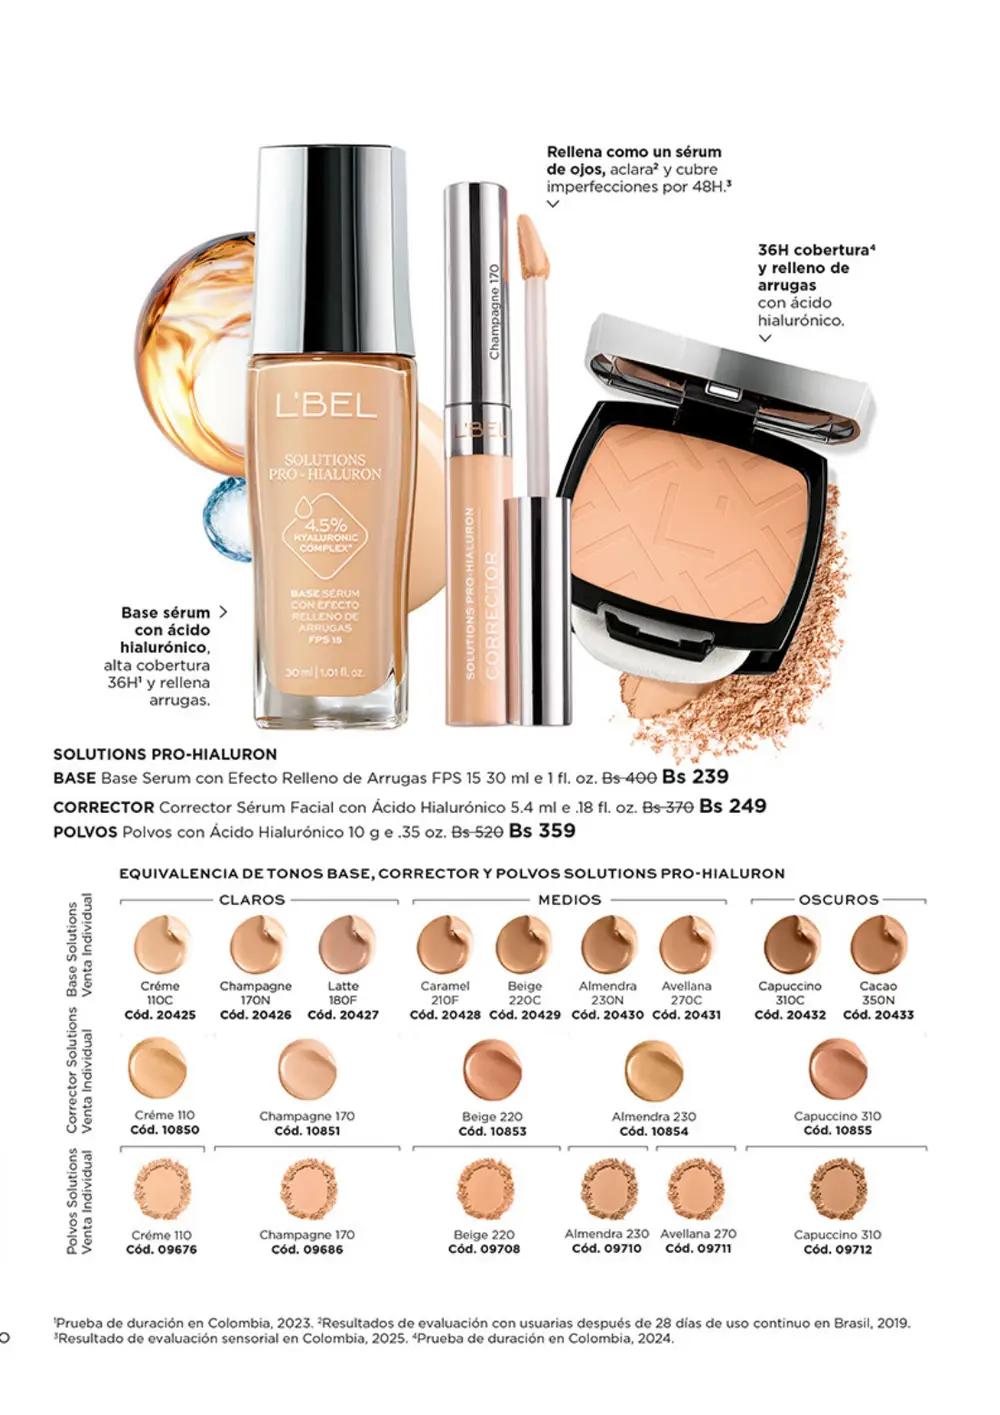 Rellena como un sérum
de ojos, aclara² y cubre
imperfecciones por 48H.³
36H cobertura⁴
y relleno de
arrugas
con ácido
hialurónico.
Champagne 170
L'BEL
SOLUTIONS
PRO-HIALURON
4.5%
HYALURONIC
COMPLEX*
BASE SÉRUM
CON EFECTO
RELLENO DE
ARRUGAS
FPS 15
30 ml | 1.01 fl. oz.
L'BEL
SOLUTIONS PRO-HIALURON
CORRECTOR
Base sérum
con ácido
hialurónico,
alta cobertura
36H¹ y rellena
arrugas.
SOLUTIONS PRO-HIALURON
BASE Base Serum con Efecto Relleno de Arrugas FPS 15 30 ml e 1 fl. oz. Bs 400 Bs 239
CORRECTOR Corrector Sérum Facial con Ácido Hialurónico 5.4 ml e .18 fl. oz. Bs 370 Bs 249
POLVOS Polvos con Ácido Hialurónico 10 g e .35 oz. Bs 520 Bs 359
EQUIVALENCIA DE TONOS BASE, CORRECTOR Y POLVOS SOLUTIONS PRO-HIALURON
CLAROS MEDIOS OSCUROS
Base Solutions
Venta Individual
Créme Champagne Latte Caramel Beige Almendra Avellana Capuccino Cacao
110C 170N 180F 210F 220C 230N 270C 310C 350N
Cód. 20425 Cód. 20426 Cód. 20427 Cód. 20428 Cód. 20429 Cód. 20430 Cód. 20431 Cód. 20432 Cód. 20433
Corrector Solutions
Venta Individual
Créme 110 Champagne 170 Beige 220 Almendra 230 Capuccino 310
Cód. 10850 Cód. 10851 Cód. 10853 Cód. 10854 Cód. 10855
Polvos Solutions
Venta Individual
Créme 110 Champagne 170 Beige 220 Almendra 230 Avellana 270 Capuccino 310
Cód. 09676 Cód. 09686 Cód. 09708 Cód. 09710 Cód. 09711 Cód. 09712
¹Prueba de duración en Colombia, 2023. ²Resultados de evaluación con usuarias después de 28 días de uso continuo en Brasil, 2019.
³Resultado de evaluación sensorial en Colombia, 2025. ⁴Prueba de duración en Colombia, 2024.